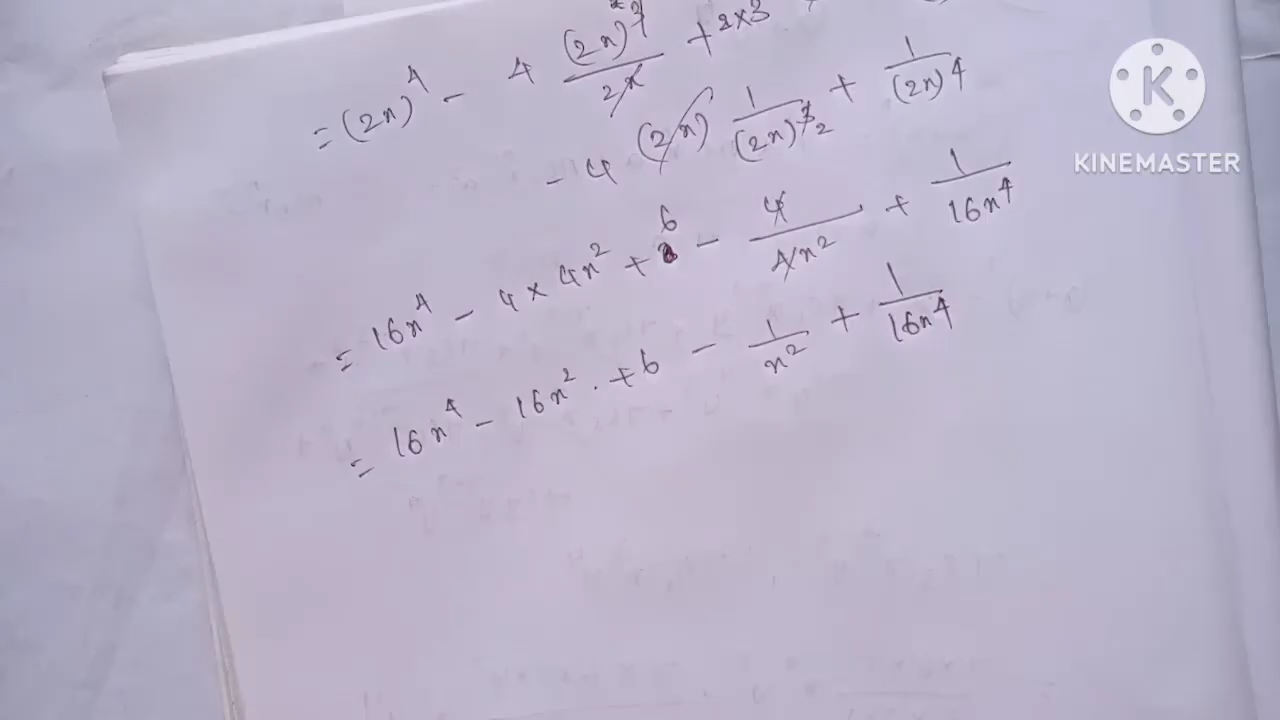 = (2x)^4 - 4 (2x)^3/2x + 2×3
- 4 (2x) 1/(2x)^3 2 + 1/(2x)^4
= 16x^4 - 4 × 4x^2 + 6 - 4/4x^2 + 1/16x^4
= 16x^4 - 16x^2 . + 6 - 1/x^2 + 1/16x^4
K
KINEMASTER